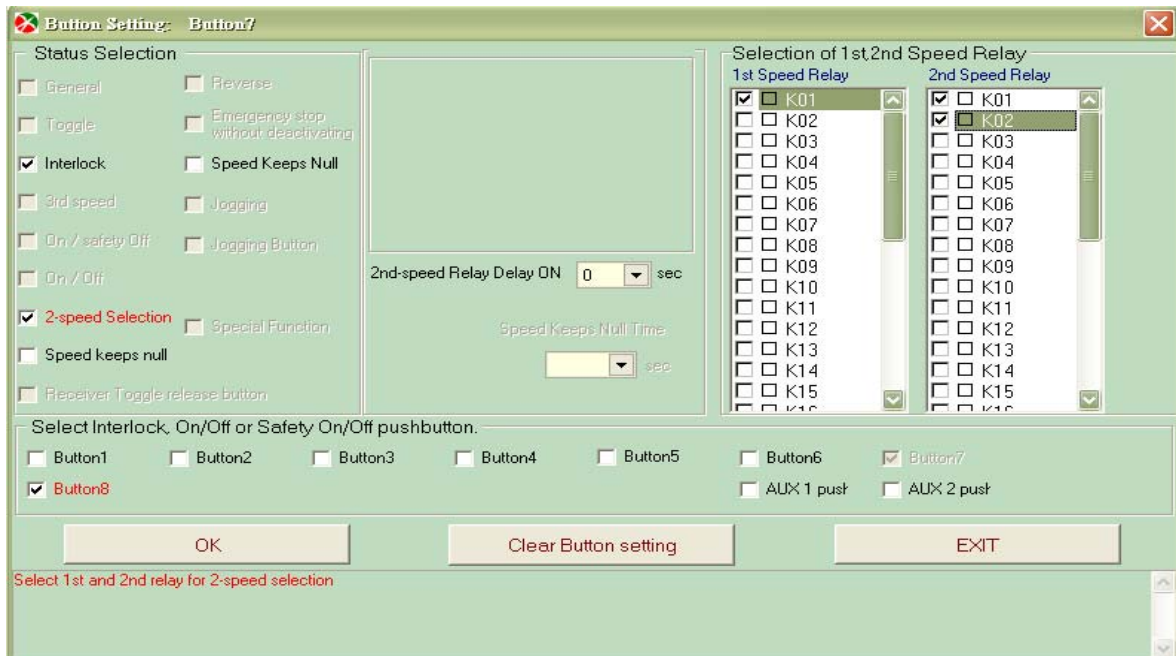 Button Setting: Button7
Status Selection
General
Reverse
Toggle
Emergency stop
without deactivating
Interlock
Speed Keeps Null
3rd speed
Jogging
On / safety Off
Jogging Button
On / Off
2-speed Selection
Special Function
Speed keeps null
Receiver Toggle release button
2nd-speed Relay Delay ON 0 sec
Speed Keeps Null Time
sec
Selection of 1st,2nd Speed Relay
1st Speed Relay 2nd Speed Relay
K01 K01
K02 K02
K03 K03
K04 K04
K05 K05
K06 K06
K07 K07
K08 K08
K09 K09
K10 K10
K11 K11
K12 K12
K13 K13
K14 K14
K15 K15
K16 K16
Select Interlock, On/Off or Safety On/Off pushbutton.
Button1 Button2 Button3 Button4 Button5 Button6 Button7
Button8 AUX 1 push AUX 2 push
OK Clear Button setting EXIT
Select 1st and 2nd relay for 2-speed selection